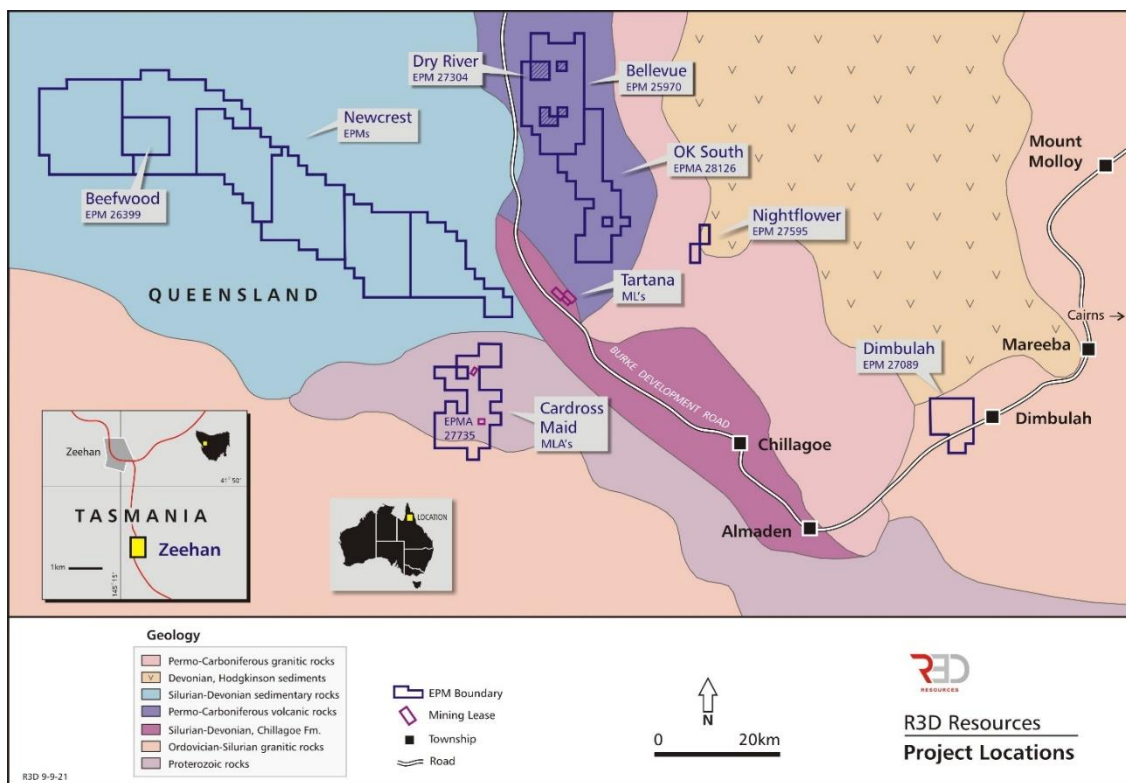 Dry River
EPM 27304
Bellevue
EPM 25970
Newcrest
EPMs
Mount
Molloy
OK South
EPMA 28126
Beefwood
EPM 26399
Nightflower
EPM 27595
QUEENSLAND
Tartana
ML's
Cairns →
Mareeba
BURKE DEVELOPMENT ROAD
Dimbulah
EPM 27089
Cardross
Maid
MLA's
EPMA
27735
Dimbulah
Chillagoe
Almaden
Zeehan
41° 50'
TASMANIA
Zeehan
1km
145° 15'
LOCATION
Geology
Permo-Carboniferous granitic rocks
Devonian, Hodgkinson sediments
Silurian-Devonian sedimentary rocks
Permo-Carboniferous volcanic rocks
Silurian-Devonian, Chillagoe Fm.
Ordovician-Silurian granitic rocks
Proterozoic rocks
EPM Boundary
Mining Lease
Township
Road
N
0 20km
R3D
RESOURCES
R3D Resources
Project Locations
R3D 9-9-21